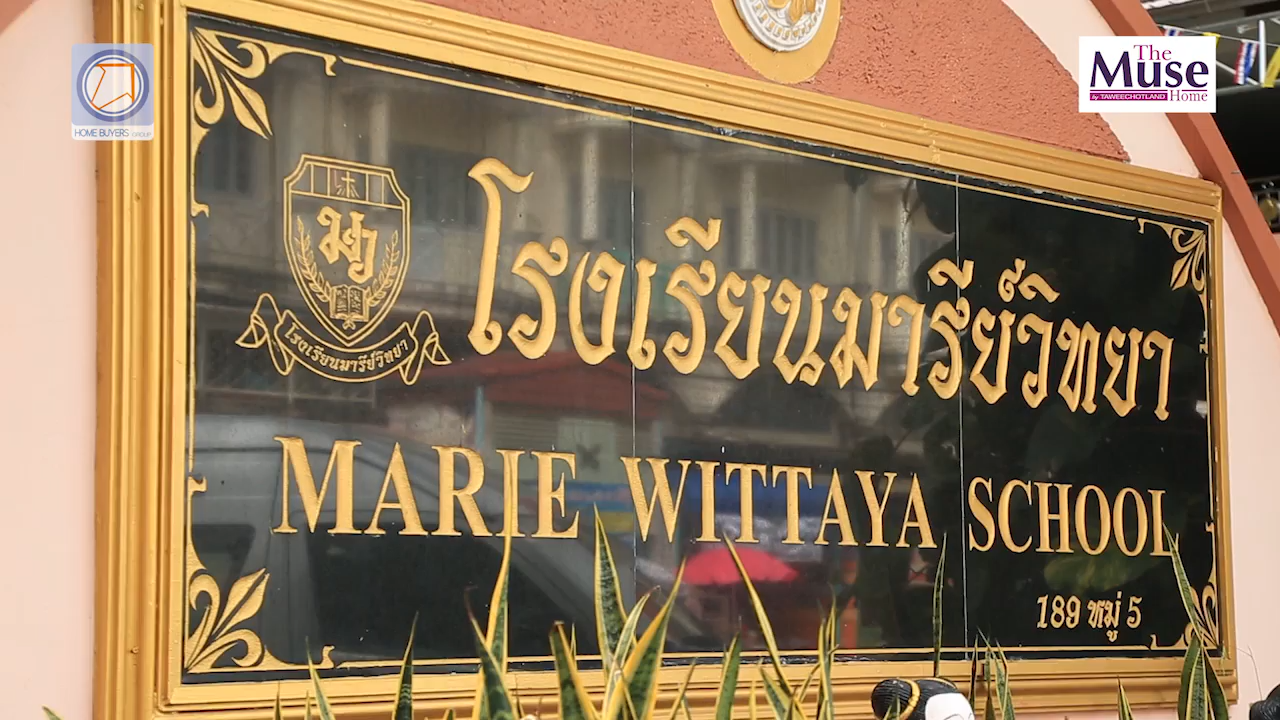 HOME BUYERS GROUP
The
Muse
by TAWEECHOTLAND Home
มว
โรงเรียนมารีย์วิทยา
โรงเรียนมารีย์วิทยา
MARIE WITTAYA SCHOOL
189 หมู่ 5